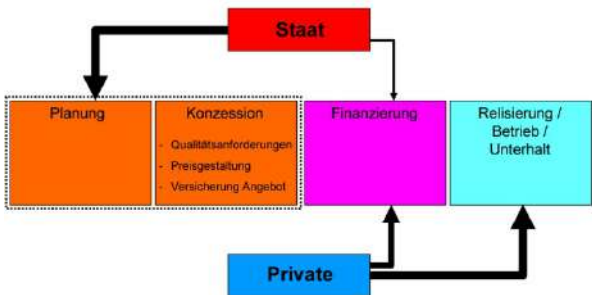 Staat
Planung
Konzession
- Qualitätsanforderungen
- Preisgestaltung
- Versicherung Angebot
Finanzierung
Relisierung /
Betrieb /
Unterhalt
Private